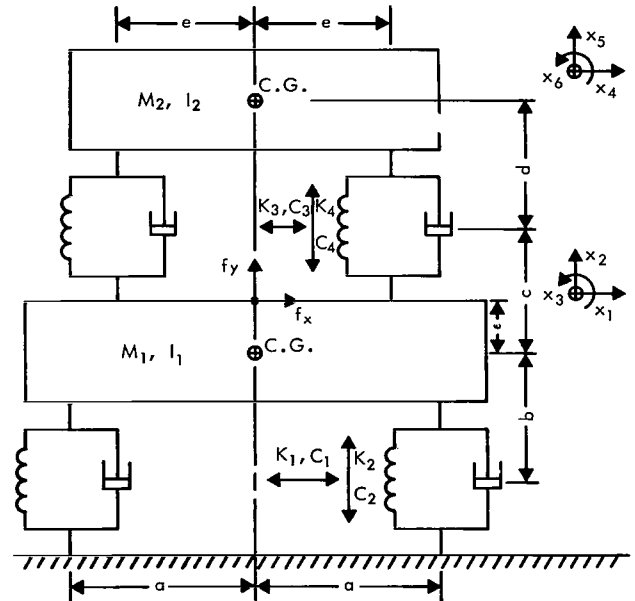 e e
x5
C.G.
x6 x4
M2, I2
d
K3, C3 K4
C4
fy
x2
c
x3 x1
fx
e
M1, I1
C.G.
b
K1, C1 K2
C2
a a